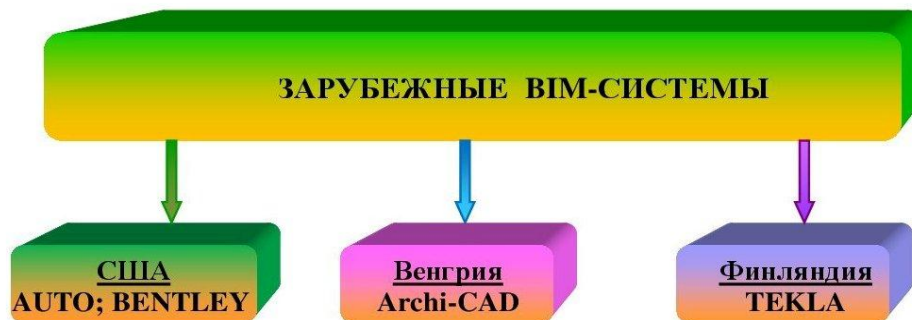 ЗАРУБЕЖНЫЕ BIM-СИСТЕМЫ
США
AUTO; BENTLEY
Венгрия
Archi-CAD
Финляндия
TEKLA